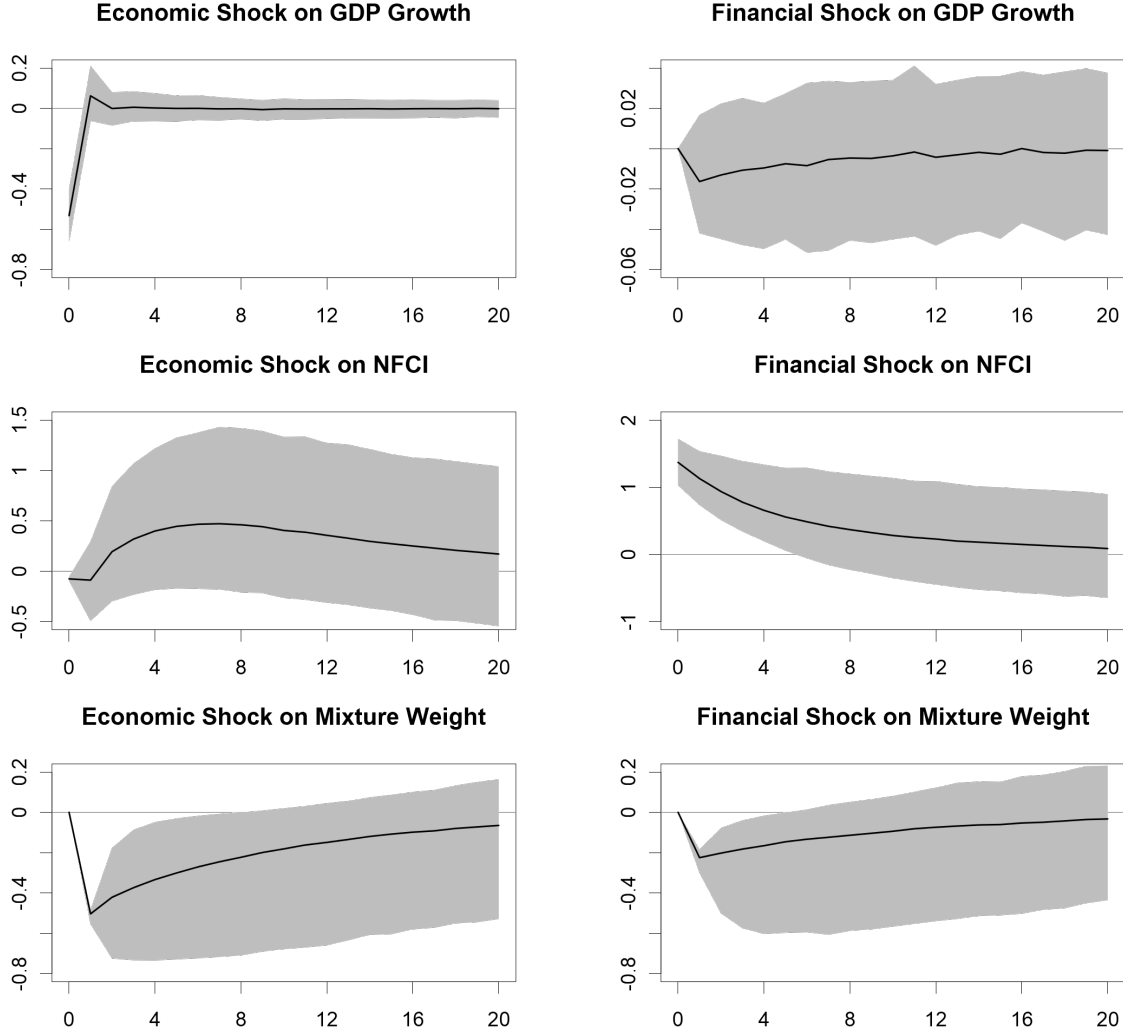 Economic Shock on GDP Growth
0.2
0
-0.4
-0.8
0 4 8 12 16 20
Financial Shock on GDP Growth
0.02
-0.02
-0.06
0 4 8 12 16 20
Economic Shock on NFCI
1.5
1
0.5
0
-0.5
0 4 8 12 16 20
Financial Shock on NFCI
2
1
0
-1
0 4 8 12 16 20
Economic Shock on Mixture Weight
0.2
0
-0.4
-0.8
0 4 8 12 16 20
Financial Shock on Mixture Weight
0.2
0
-0.4
-0.8
0 4 8 12 16 20